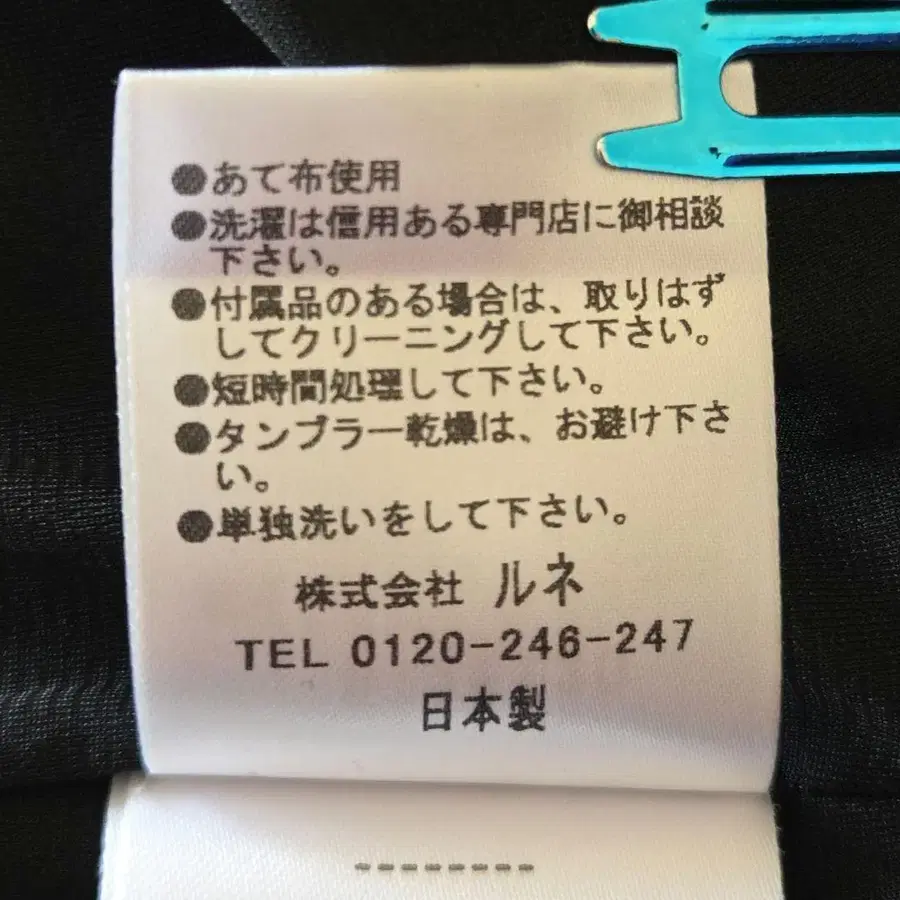 ●あて布使用
●洗濯は信用ある専門店に御相談
下さい。
●付属品のある場合は、取りはず
してクリーニングして下さい。
●短時間処理して下さい。
●タンブラー乾燥は、お避け下さ
い。
●単独洗いをして下さい。
株式会社 ルネ
TEL 0120-246-247
日本製
--------